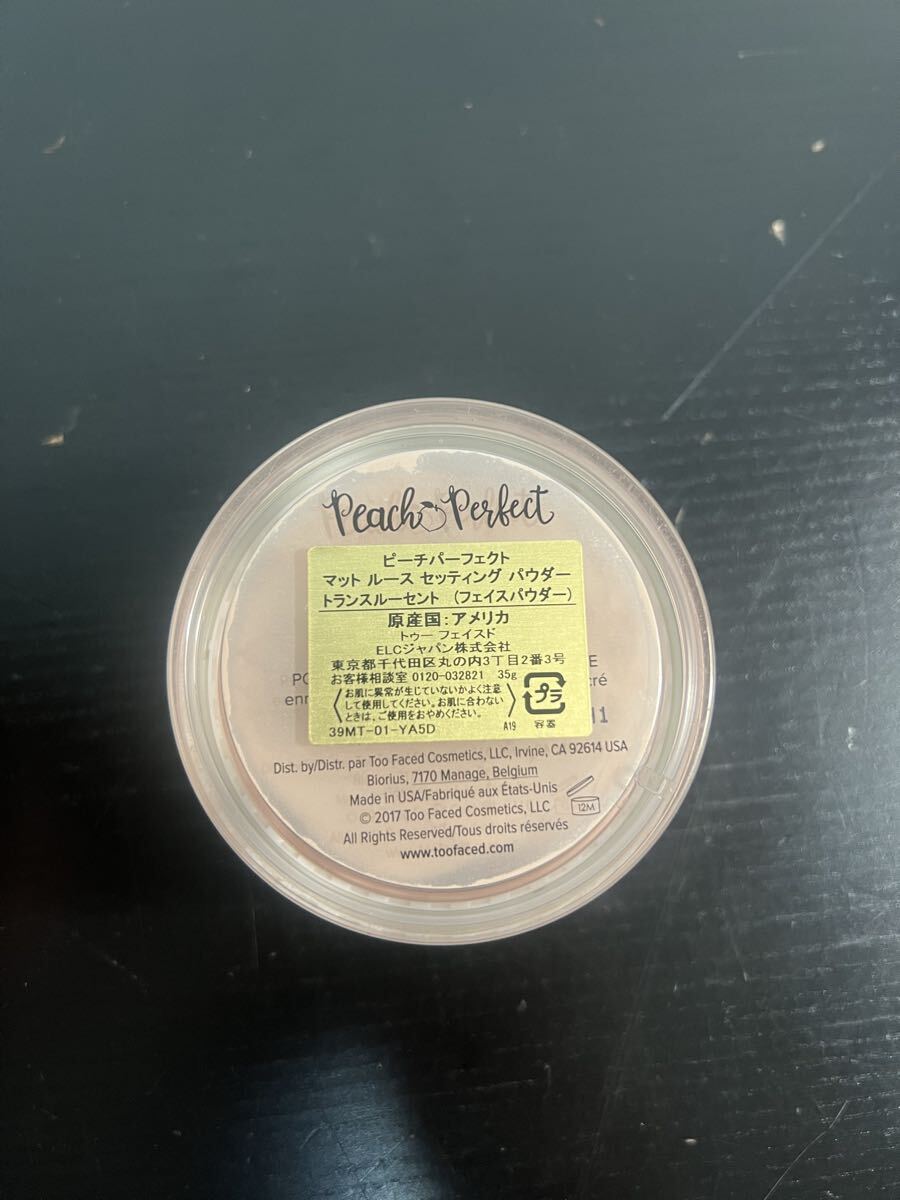 Peach Perfect
ピーチパーフェクト
マット ルース セッティング パウダー
トランスルーセント (フェイスパウダー)
原産国:アメリカ
トゥー フェイスド
ELCジャパン株式会社
東京都千代田区丸の内3丁目2番3号
お客様相談室 0120-032821 35g
お肌に異常が生じていないかよく注意
して使用してください。お肌に合わない
ときは、ご使用をおやめください。
プラ
容器
39MT-01-YA5D A19
Dist. by/Distr. par Too Faced Cosmetics, LLC, Irvine, CA 92614 USA
Biorius, 7170 Manage, Belgium
Made in USA/Fabriqué aux États-Unis
© 2017 Too Faced Cosmetics, LLC
12M
All Rights Reserved/Tous droits réservés
www.toofaced.com